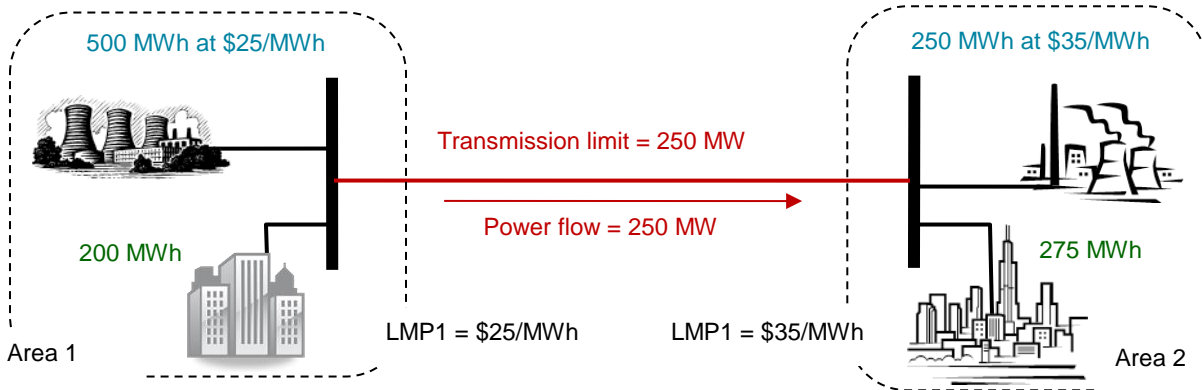 500 MWh at $25/MWh
250 MWh at $35/MWh
Transmission limit = 250 MW
Power flow = 250 MW
200 MWh
275 MWh
LMP1 = $25/MWh
LMP1 = $35/MWh
Area 1
Area 2